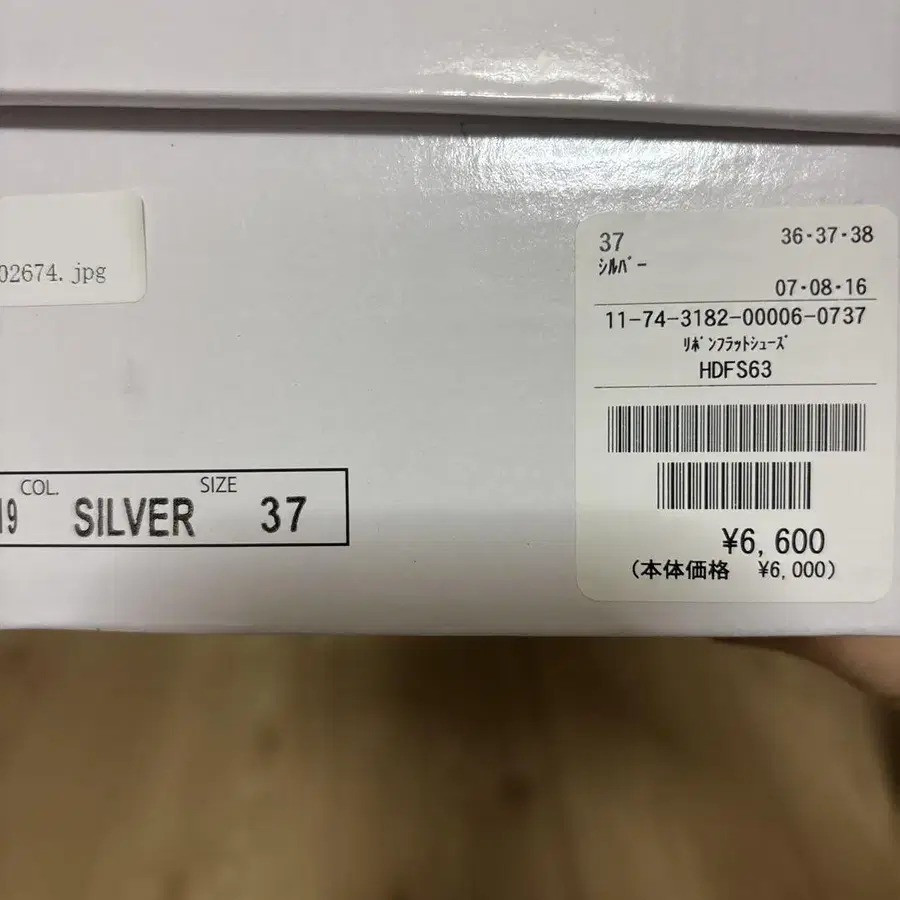 02674.jpg
19 COL. SILVER SIZE 37
37 36・37・38
シルバー
07・08・16
11-74-3182-00006-0737
リボンフラットシューズ
HDFS63
¥6,600
(本体価格 ¥6,000)